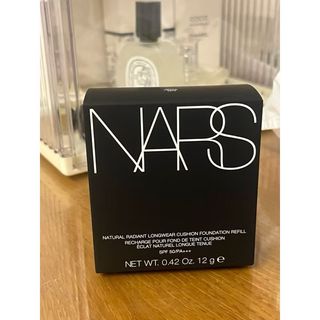 NARS
NATURAL RADIANT LONGWEAR CUSHION FOUNDATION REFILL
RECHARGE POUR FOND DE TEINT CUSHION
ÉCLAT NATUREL LONGUE TENUE
SPF 50/PA+++
NET WT. 0.42 Oz. 12 g ℮